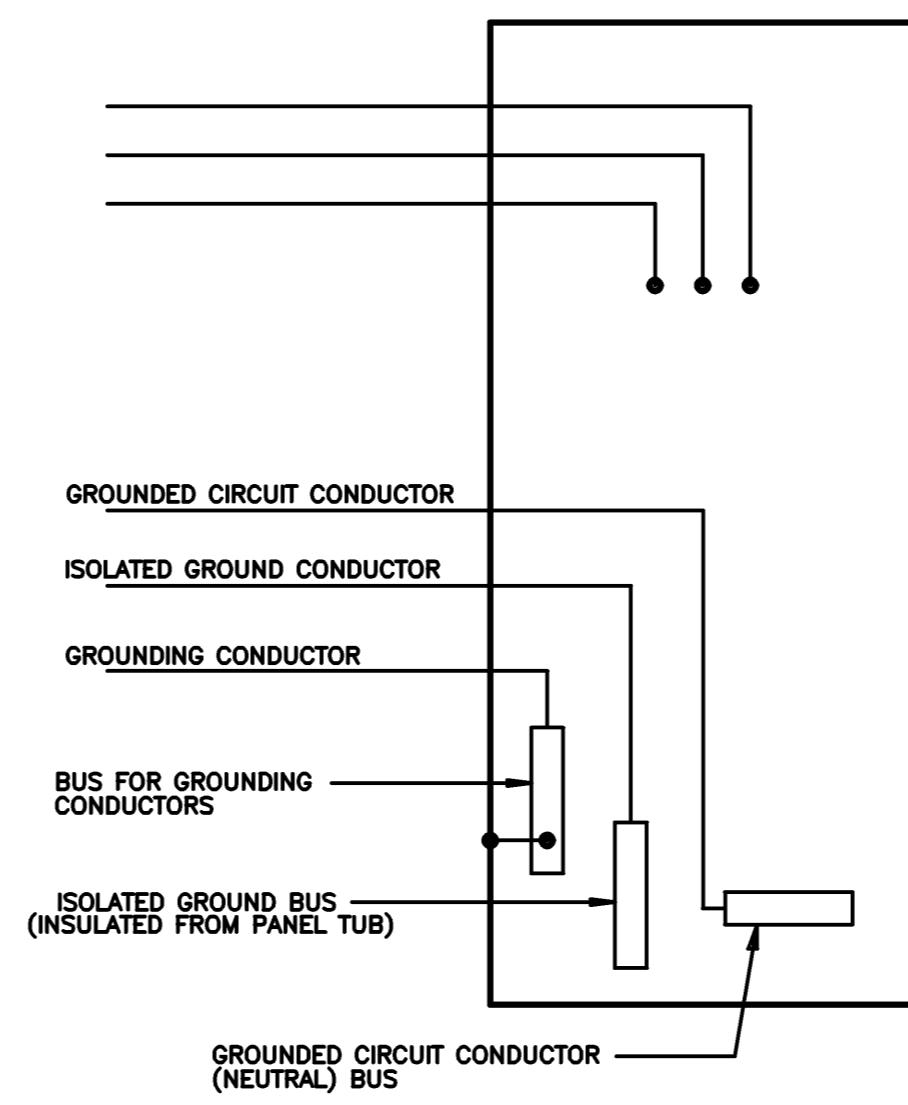 GROUNDED CIRCUIT CONDUCTOR
ISOLATED GROUND CONDUCTOR
GROUNDING CONDUCTOR
BUS FOR GROUNDING
CONDUCTORS
ISOLATED GROUND BUS
(INSULATED FROM PANEL TUB)
GROUNDED CIRCUIT CONDUCTOR
(NEUTRAL) BUS